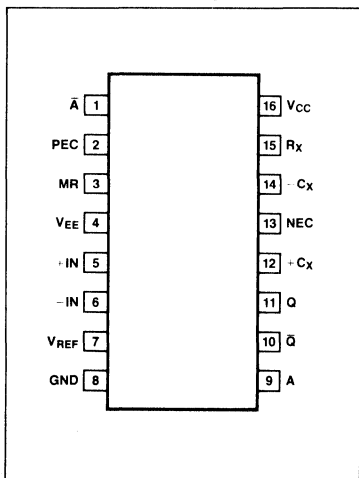 Ā 1 16 VCC
PEC 2 15 RX
MR 3 14 −CX
VEE 4 13 NEC
+IN 5 12 +CX
−IN 6 11 Q
VREF 7 10 Q̄
GND 8 9 A